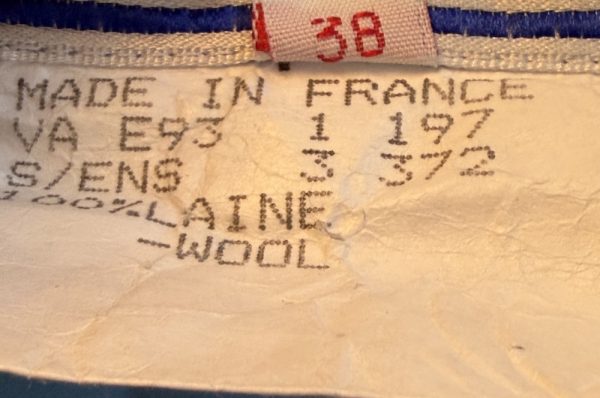 38
MADE IN FRANCE
VA E93 1 197
S/ENS 3 372
100%LAINE
-WOOL